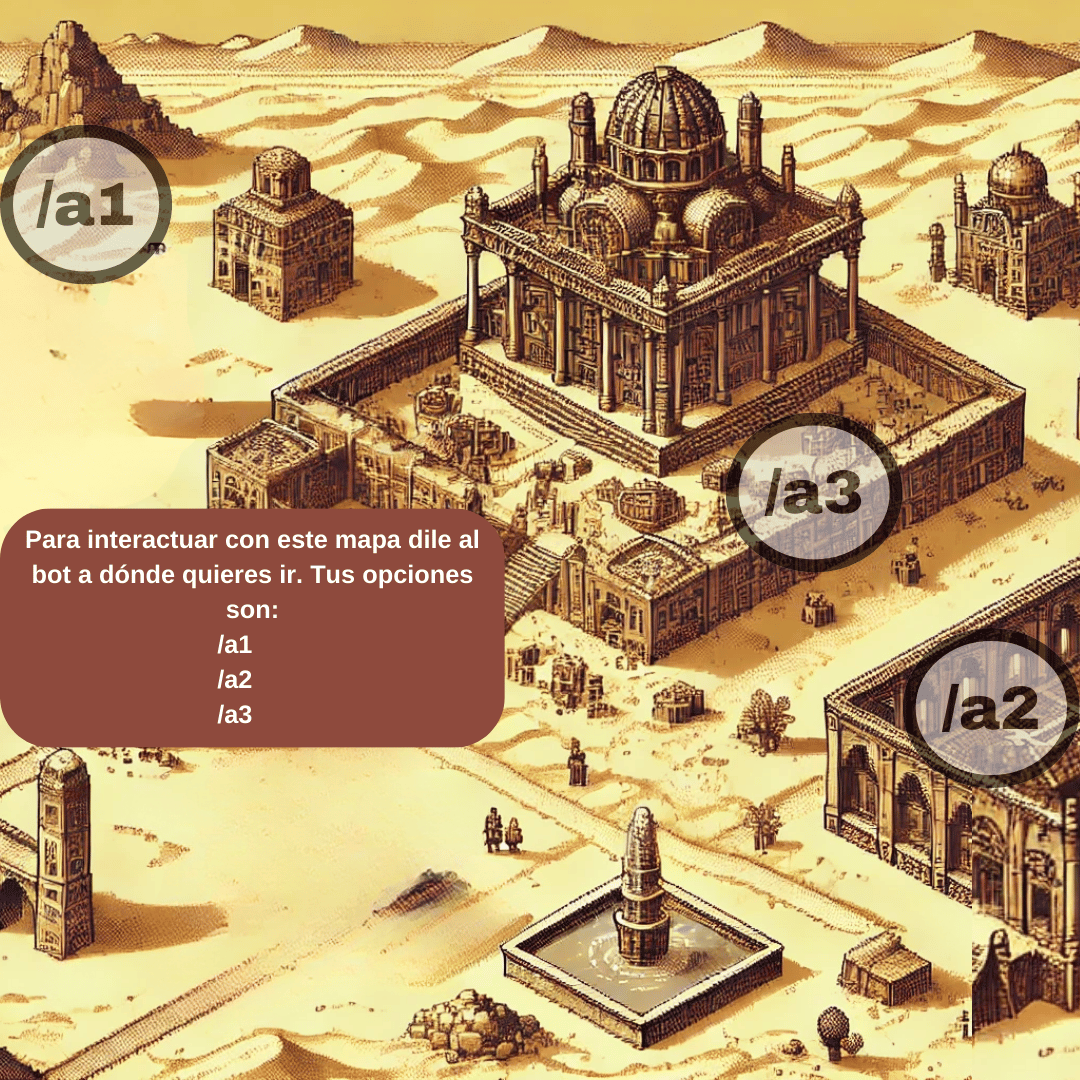 /a1
/a3
Para interactuar con este mapa dile al
bot a dónde quieres ir. Tus opciones
son:
/a1
/a2
/a3
/a2